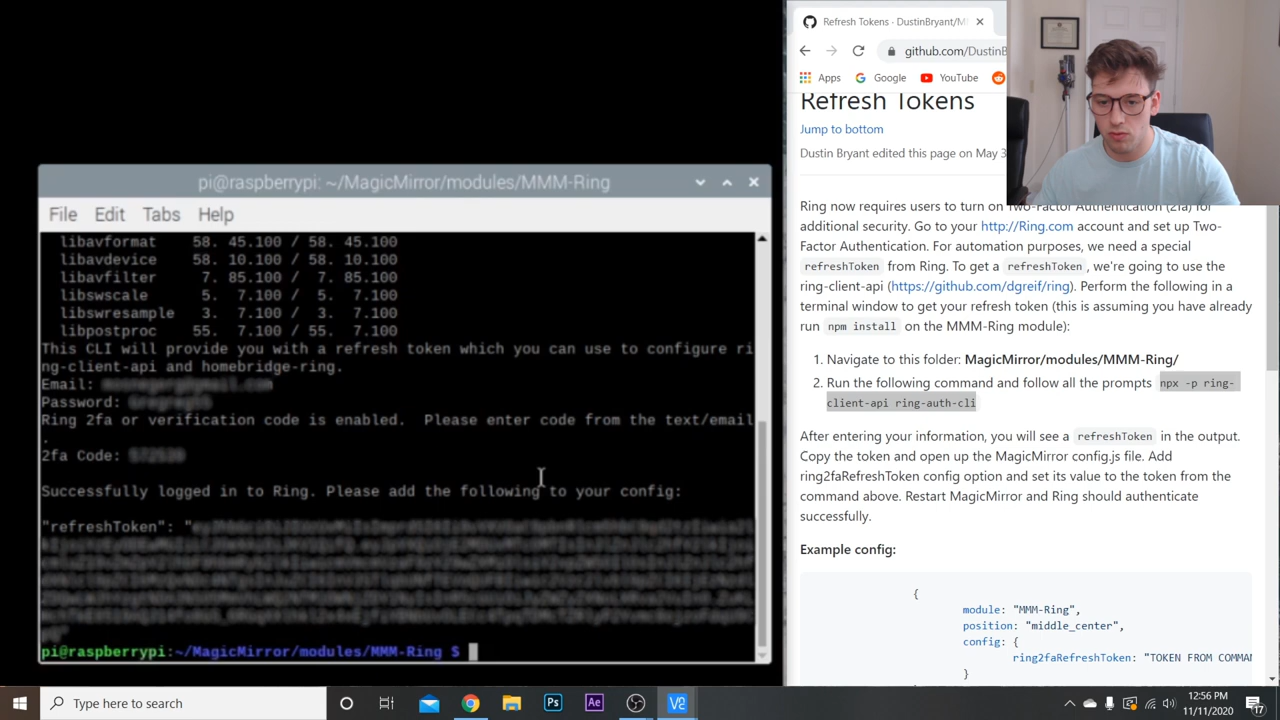 pi@raspberrypi: ~/MagicMirror/modules/MMM-Ring
File Edit Tabs Help
libavformat 58. 45.100 / 58. 45.100
libavdevice 58. 10.100 / 58. 10.100
libavfilter 7. 85.100 / 7. 85.100
libswscale 5. 7.100 / 5. 7.100
libswresample 3. 7.100 / 3. 7.100
libpostproc 55. 7.100 / 55. 7.100
This CLI will provide you with a refresh token which you can use to configure ri
ng-client-api and homebridge-ring.
Email:
Password:
Ring 2fa or verification code is enabled. Please enter code from the text/email
.
2fa Code:
Successfully logged in to Ring. Please add the following to your config:
"refreshToken": "
pi@raspberrypi:~/MagicMirror/modules/MMM-Ring $
Refresh Tokens · DustinBryant/M
github.com/DustinB
Apps Google YouTube
Refresh Tokens
Jump to bottom
Dustin Bryant edited this page on May 3
Ring now requires users to turn on Two-Factor Authentication (2fa) for
additional security. Go to your http://Ring.com account and set up Two-
Factor Authentication. For automation purposes, we need a special
refreshToken from Ring. To get a refreshToken, we're going to use the
ring-client-api (https://github.com/dgreif/ring). Perform the following in a
terminal window to get your refresh token (this is assuming you have already
run npm install on the MMM-Ring module):
1. Navigate to this folder: MagicMirror/modules/MMM-Ring/
2. Run the following command and follow all the prompts npx -p ring-
client-api ring-auth-cli
After entering your information, you will see a refreshToken in the output.
Copy the token and open up the MagicMirror config.js file. Add
ring2faRefreshToken config option and set its value to the token from the
command above. Restart MagicMirror and Ring should authenticate
successfully.
Example config:
{
module: "MMM-Ring",
position: "middle_center",
config: {
ring2faRefreshToken: "TOKEN FROM COMMAN
}
Type here to search
Ps
Ae
12:56 PM
11/11/2020
17